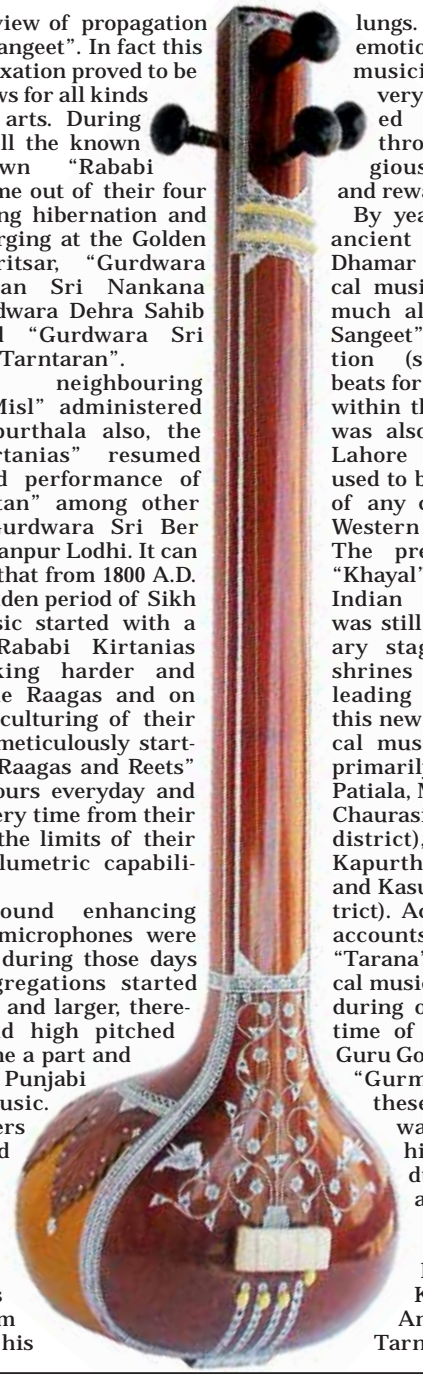 view of propagation
angeet”. In fact this
xation proved to be
ws for all kinds
arts. During
ll the known
wn “Rababi
me out of their four
ng hibernation and
rging at the Golden
ritsar, “Gurdwara
an Sri Nankana
dwara Dehra Sahib
l “Gurdwara Sri
Tarntaran”.
neighbouring
Misl” administered
purthala also, the
rtanias” resumed
d performance of
tan” among other
urdwara Sri Ber
anpur Lodhi. It can
that from 1800 A.D.
lden period of Sikh
sic started with a
Rababi Kirtanias
king harder and
e Raagas and on
culturing of their
meticulously start-
Raagas and Reets”
ours everyday and
ery time from their
the limits of their
lumetric capabili-
ound enhancing
microphones were
during those days
gregations started
and larger, there-
d high pitched
ne a part and
Punjabi
usic.
ers
d
s
m
his
lungs.
emotio
musici
very
ed
thro
gious
and rewa
By yea
ancient
Dhamar
cal musi
much al
Sangeet”
tion (s
beats for
within th
was also
Lahore
used to b
of any c
Western
The pre
“Khayal”
Indian
was still
ary stag
shrines
leading
this new
cal mus
primarily
Patiala, M
Chaurasi
district),
Kapurth
and Kasu
trict). Ac
accounts
“Tarana”
cal music
during o
time of
Guru Go
“Gurm
these
wa
hi
du
a
K
An
Tarn